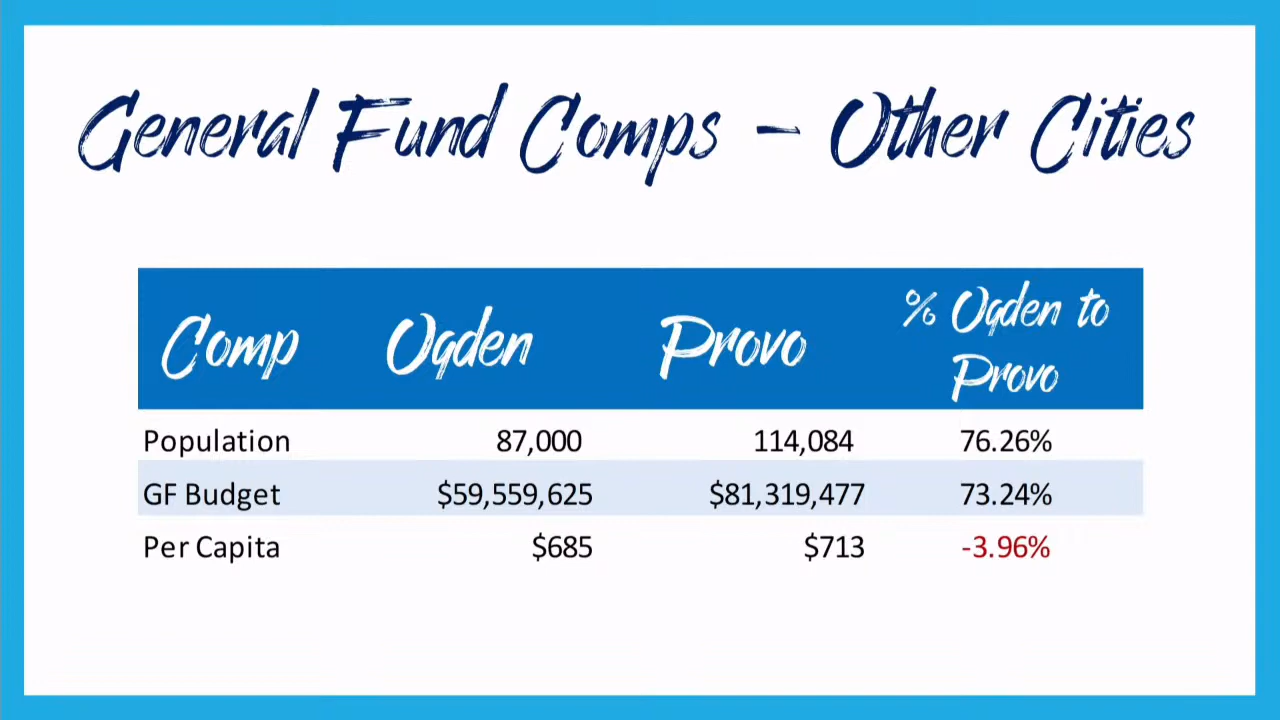 General Fund Comps - Other Cities
Comp Ogden Provo % Ogden to Provo
Population 87,000 114,084 76.26%
GF Budget $59,559,625 $81,319,477 73.24%
Per Capita $685 $713 -3.96%